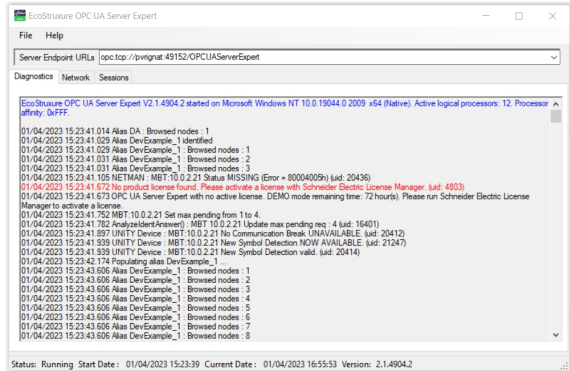 EcoStruxure OPC UA Server Expert
File Help
Server Endpoint URLs opc.tcp://pvrignat:49152/OPCUAServerExpert
Diagnostics Network Sessions
EcoStruxure OPC UA Server Expert V2.1.4904.2 started on Microsoft Windows NT 10.0.19044.0 2009 x64 (Native). Active logical processors: 12. Processor
affinity: 0xFFF.
01/04/2023 15:23:41.014 Alias DA : Browsed nodes : 1
01/04/2023 15:23:41.029 Alias DevExample_1 identified
01/04/2023 15:23:41.029 Alias DevExample_1 : Browsed nodes : 1
01/04/2023 15:23:41.031 Alias DevExample_1 : Browsed nodes : 2
01/04/2023 15:23:41.031 Alias DevExample_1 : Browsed nodes : 3
01/04/2023 15:23:41.105 NETMAN : MBT:10.0.2.21 Status MISSING (Error = 80004005h) (uid: 20436)
01/04/2023 15:23:41.672 No product license found. Please activate a license with Schneider Electric License Manager. (uid: 4803)
01/04/2023 15:23:41.673 OPC UA Server Expert with no active license. DEMO mode remaining time: 72 hour(s). Please run Schneider Electric License
Manager to activate a license.
01/04/2023 15:23:41.752 MBT:10.0.2.21 Set max pending from 1 to 4.
01/04/2023 15:23:41.782 AnalyzeIdentAnswer() : MBT 10.0.2.21 Update max pending req : 4 (uid: 16401)
01/04/2023 15:23:41.897 UNITY Device : MBT:10.0.2.21 No Communication Break UNAVAILABLE. (uid: 20412)
01/04/2023 15:23:41.939 UNITY Device : MBT:10.0.2.21 New Symbol Detection NOW AVAILABLE. (uid: 21247)
01/04/2023 15:23:41.939 UNITY Device : MBT:10.0.2.21 New Symbol Detection valid. (uid: 20414)
01/04/2023 15:23:42.174 Populating alias DevExample_1 ...
01/04/2023 15:23:43.606 Alias DevExample_1 : Browsed nodes : 1
01/04/2023 15:23:43.606 Alias DevExample_1 : Browsed nodes : 2
01/04/2023 15:23:43.606 Alias DevExample_1 : Browsed nodes : 3
01/04/2023 15:23:43.606 Alias DevExample_1 : Browsed nodes : 4
01/04/2023 15:23:43.606 Alias DevExample_1 : Browsed nodes : 5
01/04/2023 15:23:43.606 Alias DevExample_1 : Browsed nodes : 6
01/04/2023 15:23:43.606 Alias DevExample_1 : Browsed nodes : 7
01/04/2023 15:23:43.606 Alias DevExample_1 : Browsed nodes : 8
Status: Running Start Date : 01/04/2023 15:23:39 Current Date : 01/04/2023 16:55:53 Version: 2.1.4904.2